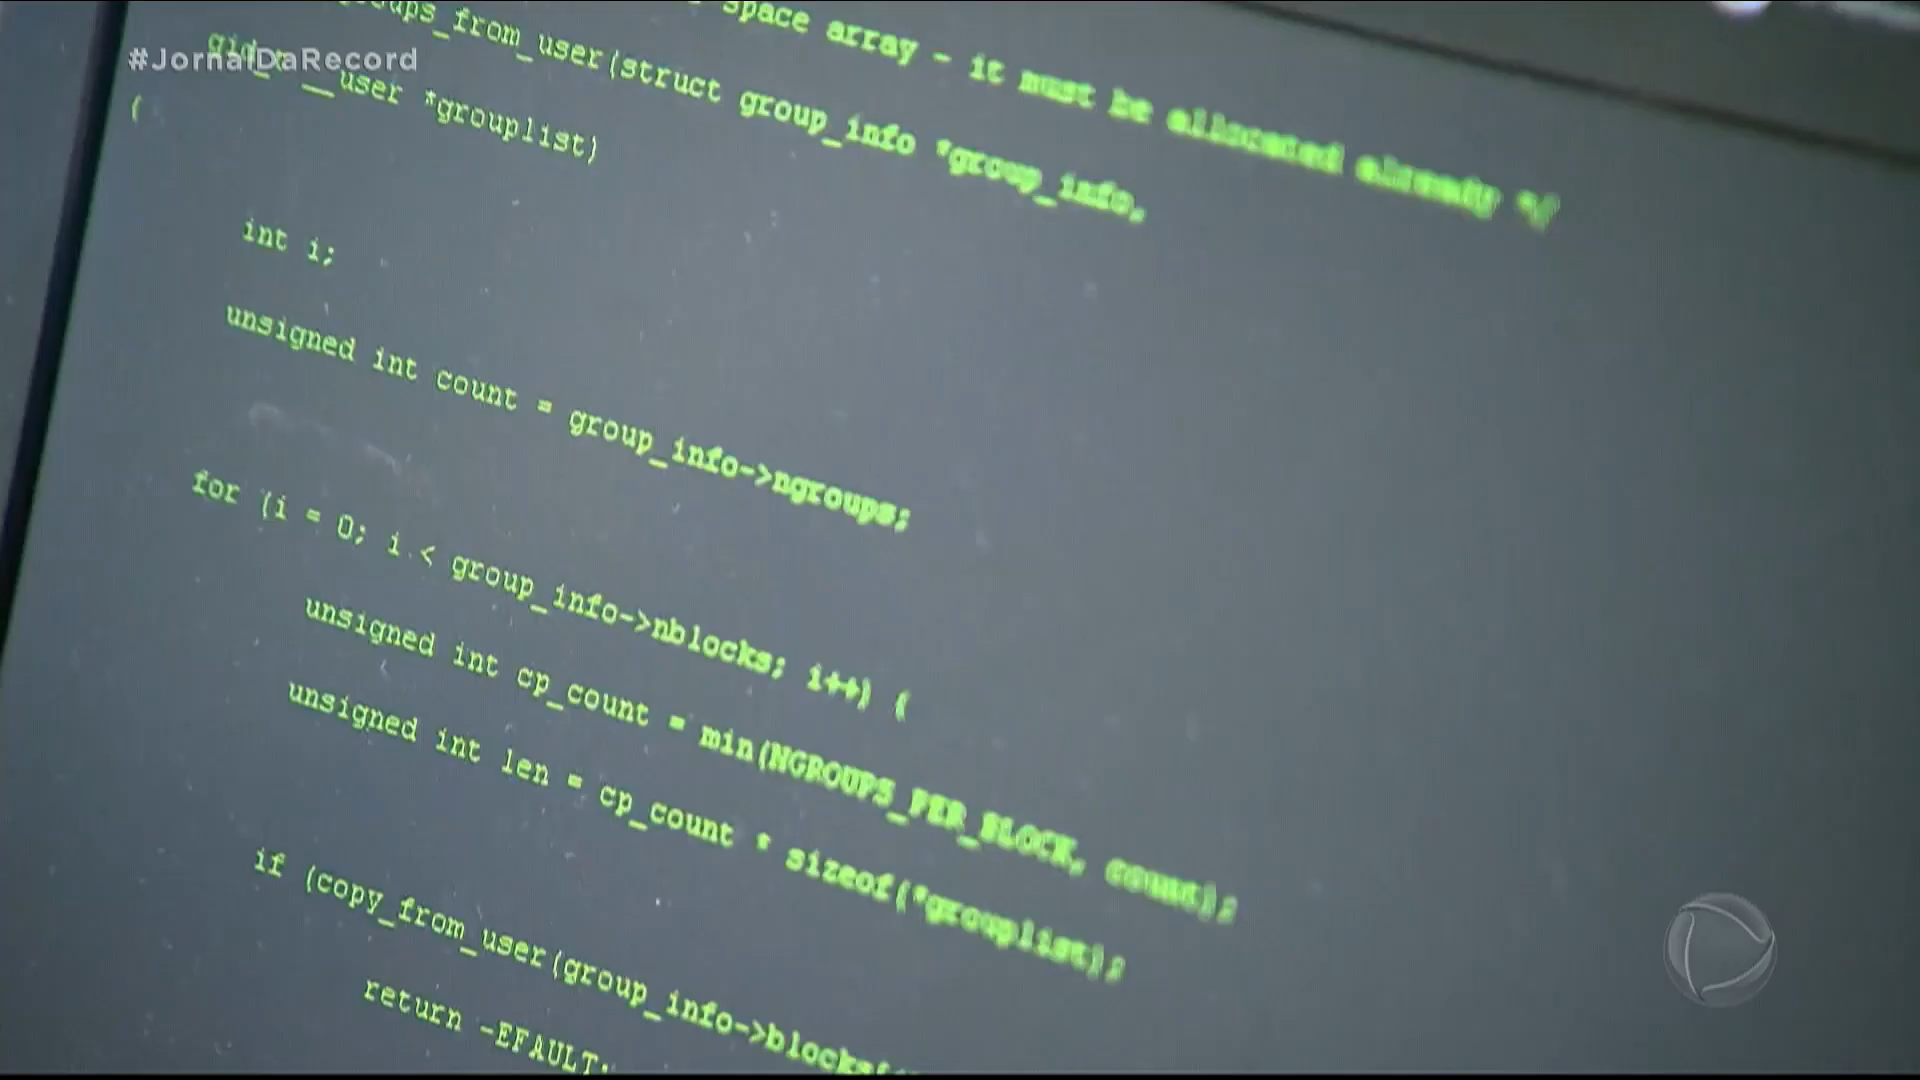 #JornalDaRecord
space array - it must be allocated already */
groups_from_user(struct group_info *group_info,
__user *grouplist)
{
int i;
unsigned int count = group_info->ngroups;
for (i = 0; i < group_info->nblocks; i++) {
unsigned int cp_count = min(NGROUPS_PER_BLOCK, count);
unsigned int len = cp_count * sizeof(*grouplist);
if (copy_from_user(group_info->blocks[
return -EFAULT;